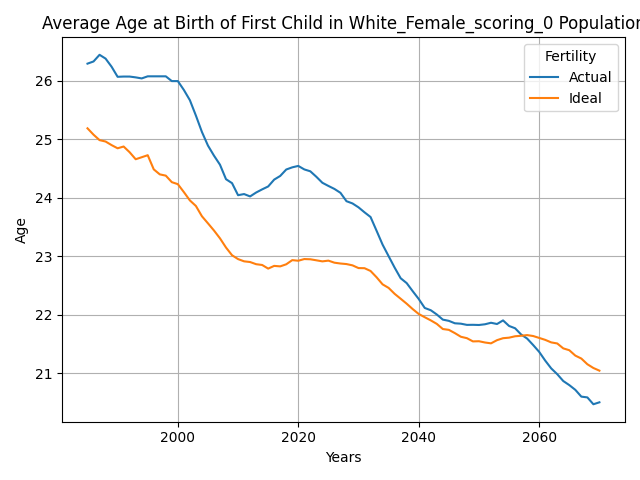 Average Age at Birth of First Child in White_Female_scoring_0 Population
Fertility
Actual
Ideal
26
25
24
23
22
21
Age
2000
2020
2040
2060
Years